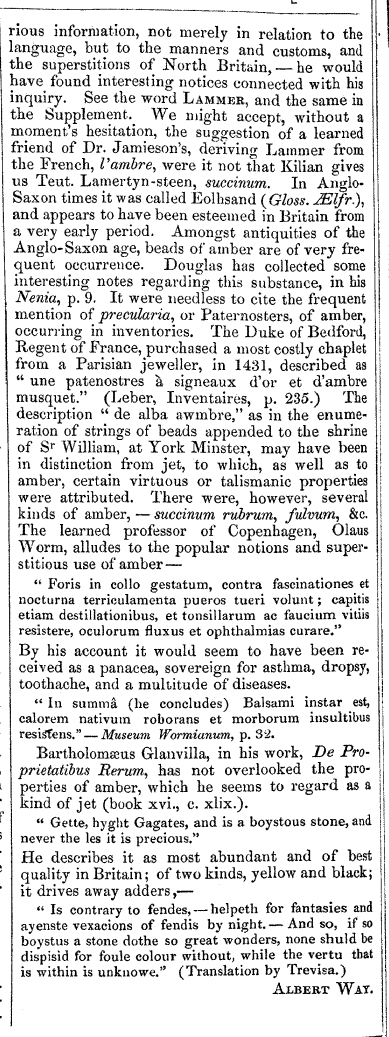 rious information, not merely in relation to the
language, but to the manners and customs, and
the superstitions of North Britain, — he would
have found interesting notices connected with his
inquiry. See the word LAMMER, and the same in
the Supplement. We might accept, without a
moment's hesitation, the suggestion of a learned
friend of Dr. Jamieson's, deriving Lammer from
the French, l'ambre, were it not that Kilian gives
us Teut. Lamertyn-steen, succinum. In Anglo-
Saxon times it was called Eolhsand (Gloss. Ælfr.),
and appears to have been esteemed in Britain from
a very early period. Amongst antiquities of the
Anglo-Saxon age, beads of amber are of very fre-
quent occurrence. Douglas has collected some
interesting notes regarding this substance, in his
Nenia, p. 9. It were needless to cite the frequent
mention of precularia, or Paternosters, of amber,
occurring in inventories. The Duke of Bedford,
Regent of France, purchased a most costly chaplet
from a Parisian jeweller, in 1431, described as
" une patenostres à signeaux d'or et d'ambre
musquet." (Leber, Inventaires, p. 235.) The
description " de alba awmbre," as in the enume-
ration of strings of beads appended to the shrine
of Sr William, at York Minster, may have been
in distinction from jet, to which, as well as to
amber, certain virtuous or talismanic properties
were attributed. There were, however, several
kinds of amber, — succinum rubrum, fulvum, &c.
The learned professor of Copenhagen, Olaus
Worm, alludes to the popular notions and super-
stitious use of amber—
" Foris in collo gestatum, contra fascinationes et
nocturna terriculamenta pueros tueri volunt ; capitis
etiam destillationibus, et tonsillarum ac faucium vitiis
resistere, oculorum fluxus et ophthalmias curare."
By his account it would seem to have been re-
ceived as a panacea, sovereign for asthma, dropsy,
toothache, and a multitude of diseases.
" In summâ (he concludes) Balsami instar est,
calorem nativum roborans et morborum insultibus
resistens." — Museum Wormianum, p. 32.
Bartholomæus Glanvilla, in his work, De Pro-
prietatibus Rerum, has not overlooked the pro-
perties of amber, which he seems to regard as a
kind of jet (book xvi., c. xlix.).
" Gette, hyght Gagates, and is a boystous stone, and
never the les it is precious."
He describes it as most abundant and of best
quality in Britain ; of two kinds, yellow and black ;
it drives away adders,—
" Is contrary to fendes, — helpeth for fantasies and
ayenste vexacions of fendis by night. — And so, if so
boystus a stone dothe so great wonders, none shuld be
dispisid for foule colour without, while the vertu that
is within is unknowe." (Translation by Trevisa.)
ALBERT WAY.